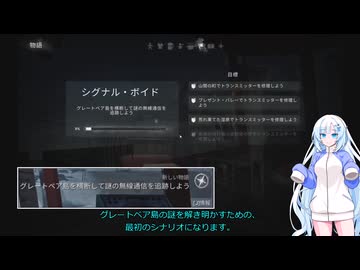 物語
シグナル・ボイド
グレートベア島を横断して謎の無線通信を追跡しよう
目標
山間の町でトランスミッターを修理しよう
プレザント・バレーでトランスミッターを修理しよう
荒れ果てた湿原でトランスミッターを修理しよう
新しい物語
グレートベア島を横断して謎の無線通信を追跡しよう
グレートベア島の謎を解き明かすための、
最初のシナリオになります。